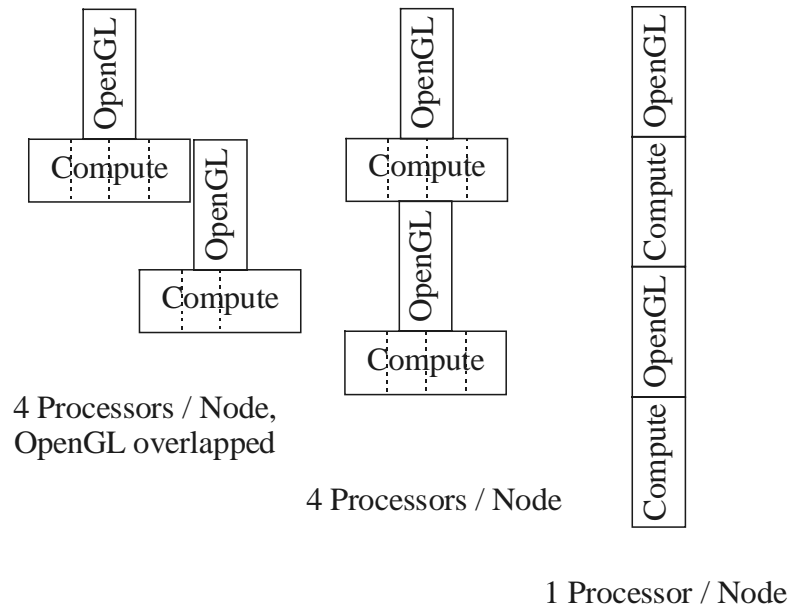 OpenGL
Compute
OpenGL
Compute
4 Processors / Node,
OpenGL overlapped
OpenGL
Compute
OpenGL
Compute
4 Processors / Node
OpenGL
Compute
OpenGL
Compute
1 Processor / Node